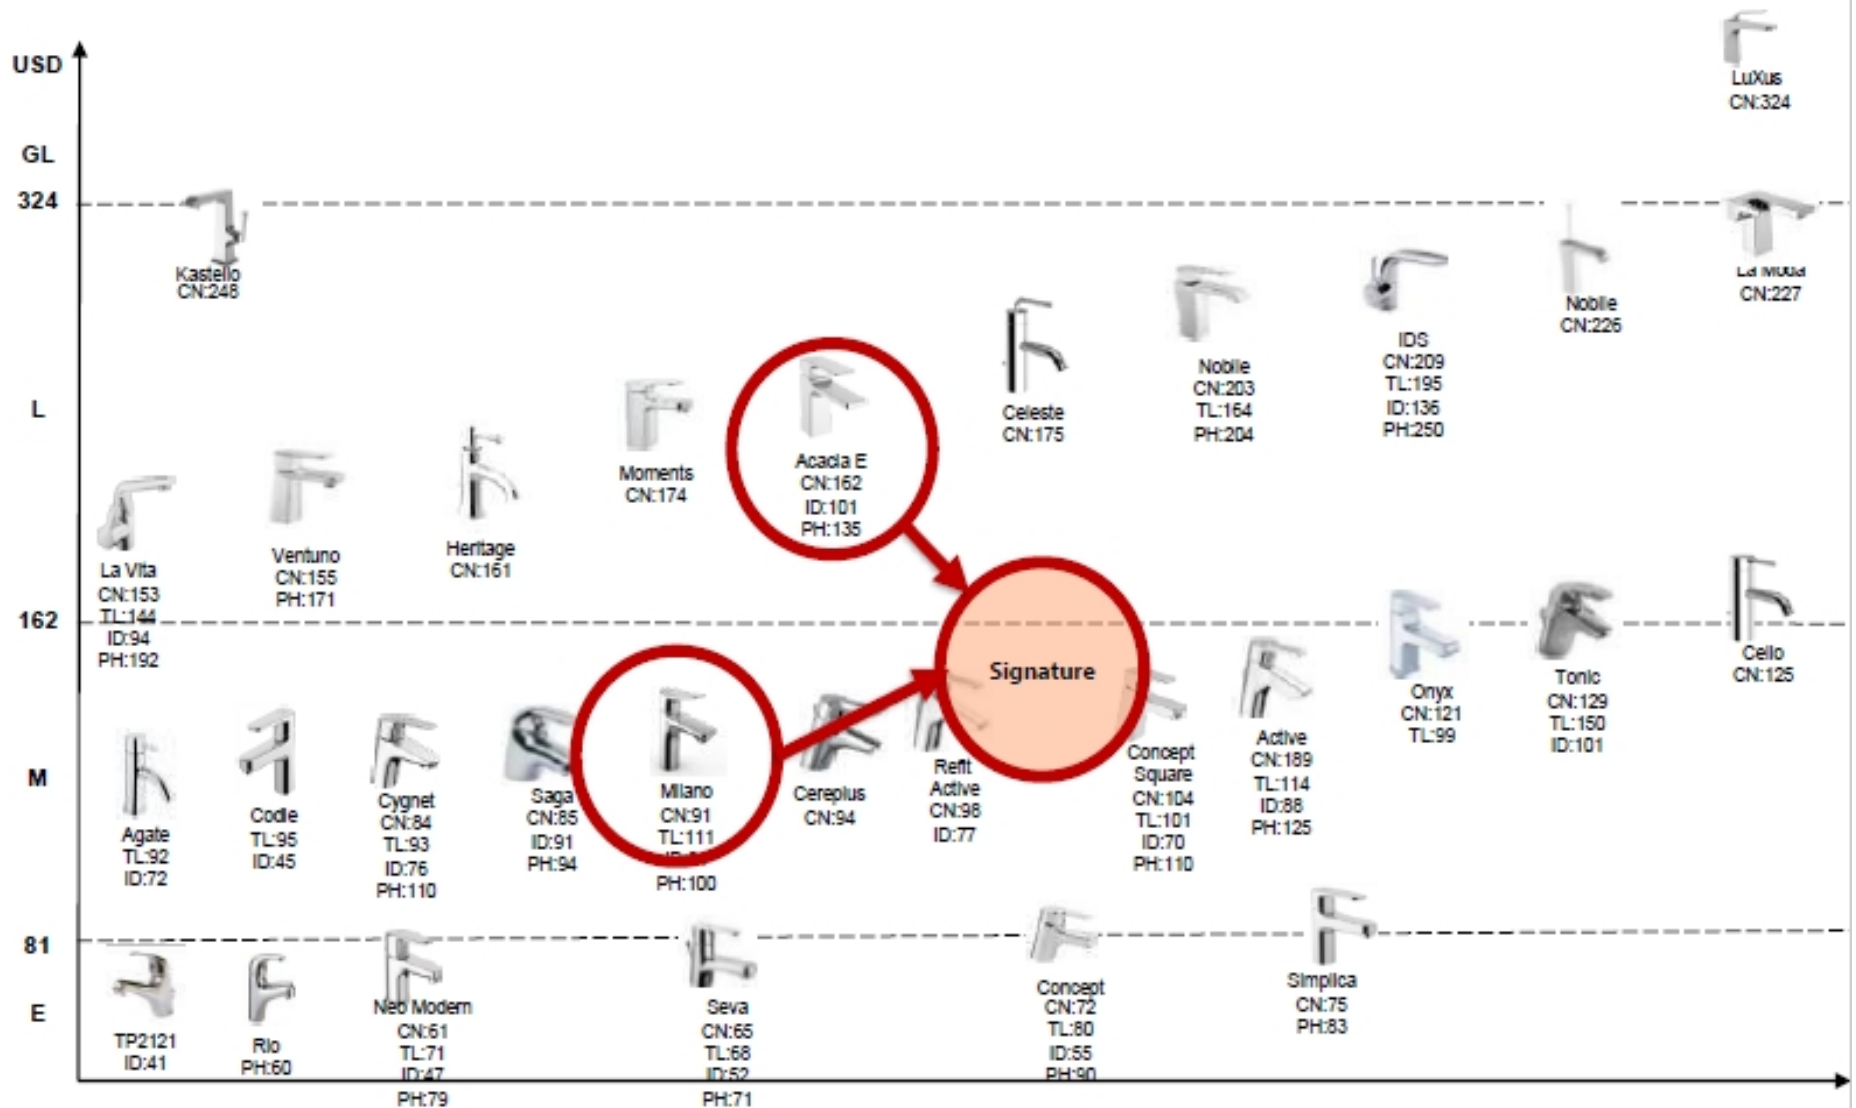 USD
GL
324
L
162
M
81
E
LuXus
CN:324
Kastello
CN:248
La Moda
CN:227
Nobile
CN:226
IDS
CN:209
TL:195
ID:136
PH:250
Nobile
CN:203
TL:164
PH:204
Celeste
CN:175
Acacia E
CN:162
ID:101
PH:135
Moments
CN:174
Heritage
CN:161
Ventuno
CN:155
PH:171
La Vita
CN:153
TL:144
ID:94
PH:192
Signature
Cello
CN:125
Tonic
CN:129
TL:150
ID:101
Onyx
CN:121
TL:99
Active
CN:189
TL:114
ID:88
PH:125
Concept
Square
CN:104
TL:101
ID:70
PH:110
Refit
Active
CN:98
ID:77
Cereplus
CN:94
Milano
CN:91
TL:111
PH:100
Saga
CN:85
ID:91
PH:94
Cygnet
CN:84
TL:93
ID:76
PH:110
Codie
TL:95
ID:45
Agate
TL:92
ID:72
TP2121
ID:41
Rio
PH:60
Neo Modern
CN:61
TL:71
ID:47
PH:79
Seva
CN:65
TL:68
ID:52
PH:71
Concept
CN:72
TL:80
ID:55
PH:90
Simplica
CN:75
PH:83